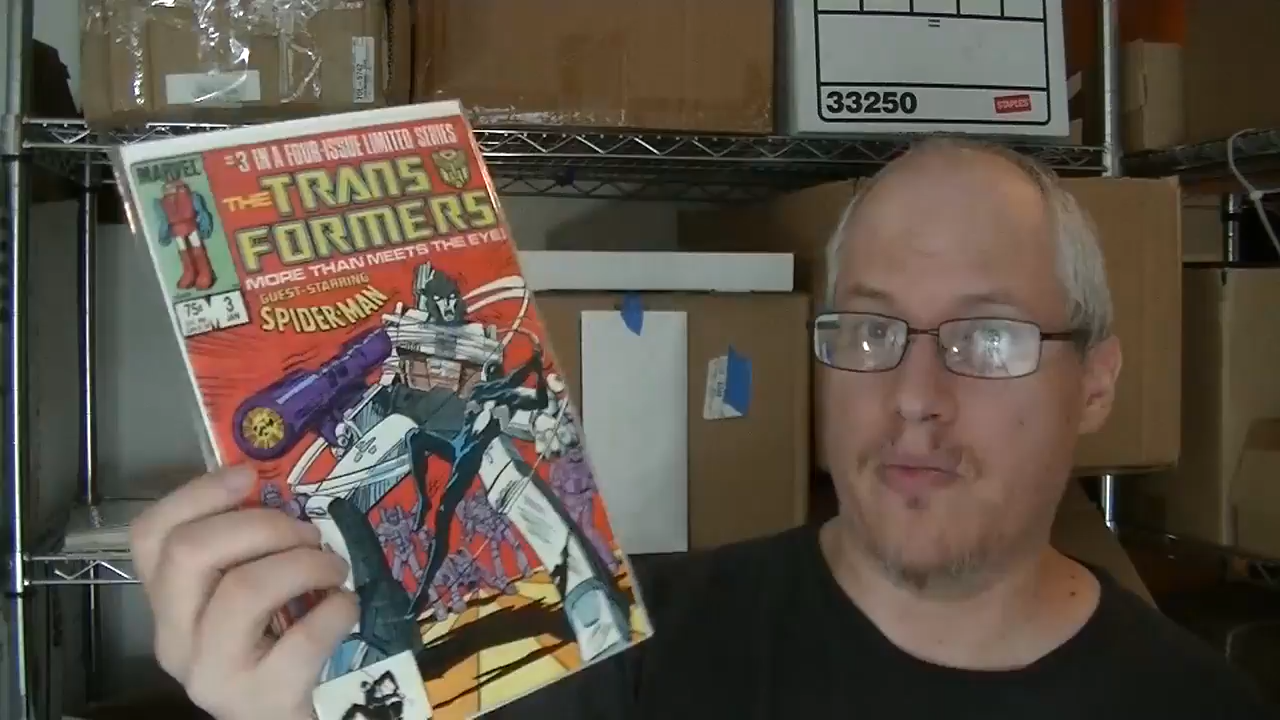 33250
STAPLES
#3 IN A FOUR-ISSUE LIMITED SERIES
MARVEL
THE TRANS
FORMERS
MORE THAN MEETS THE EYE!
GUEST-STARRING
SPIDER-MAN
75¢
3
JAN